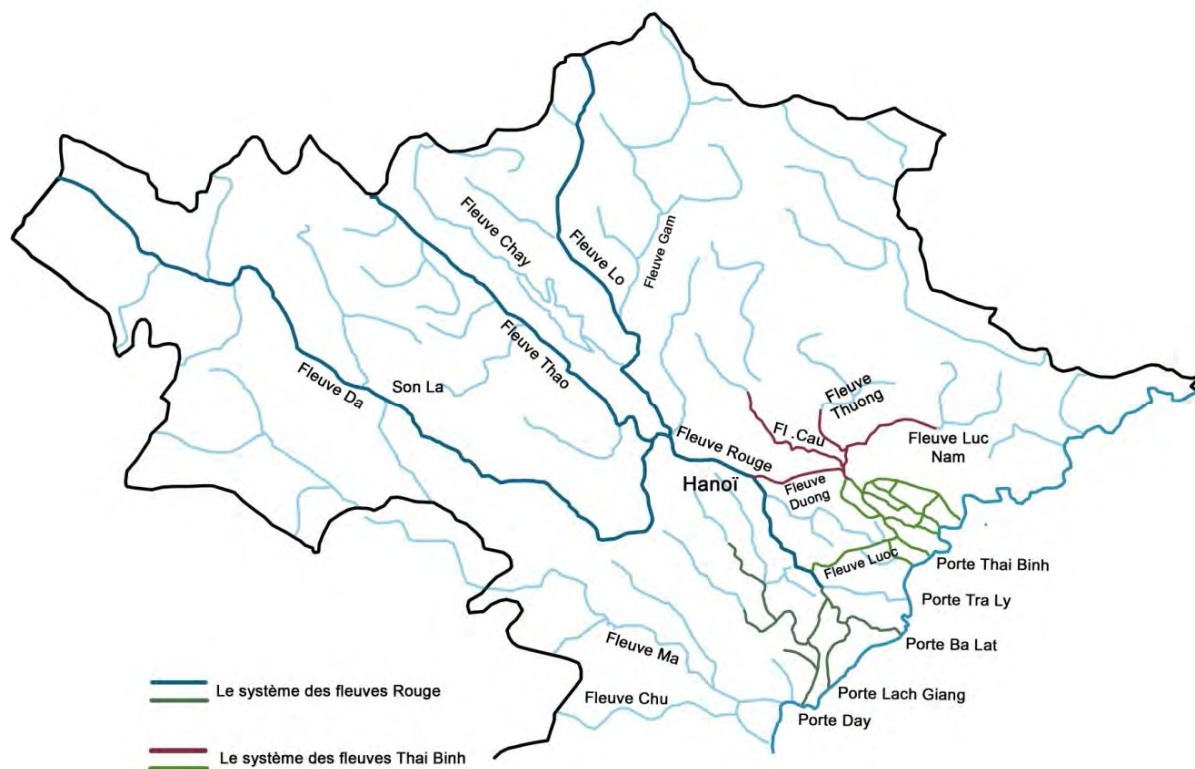 Fleuve Chay
Fleuve Lo
Fleuve Gam
Fleuve Thao
Fleuve Da
Son La
Fleuve
Thuong
Fl .Cau
Fleuve Rouge
Fleuve Luc
Nam
Hanoï
Fleuve
Duong
Fleuve Luoc
Porte Thai Binh
Porte Tra Ly
Porte Ba Lat
Fleuve Ma
Fleuve Chu
Porte Lach Giang
Porte Day
Le système des fleuves Rouge
Le système des fleuves Thai Binh